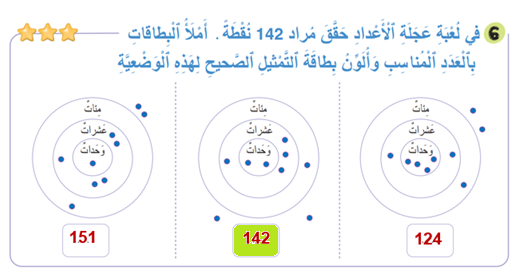 6 في لُعْبَةِ عَجَلَةِ ٱلْأَعْدادِ حَقَّقَ مُراد 142 نُقْطَةً . أَمْلَأُ ٱلْبِطاقاتِ
بِٱلْعَدَدِ ٱلْمُناسِبِ وَأُلَوِّنُ بِطاقَةَ ٱلتَّمْثيلِ ٱلصَّحيحِ لِهَذِهِ ٱلْوَضْعِيَّةِ
مِئاتٌ
عَشَراتٌ
وَحَداتٌ
124
مِئاتٌ
عَشَراتٌ
وَحَداتٌ
142
مِئاتٌ
عَشَراتٌ
وَحَداتٌ
151